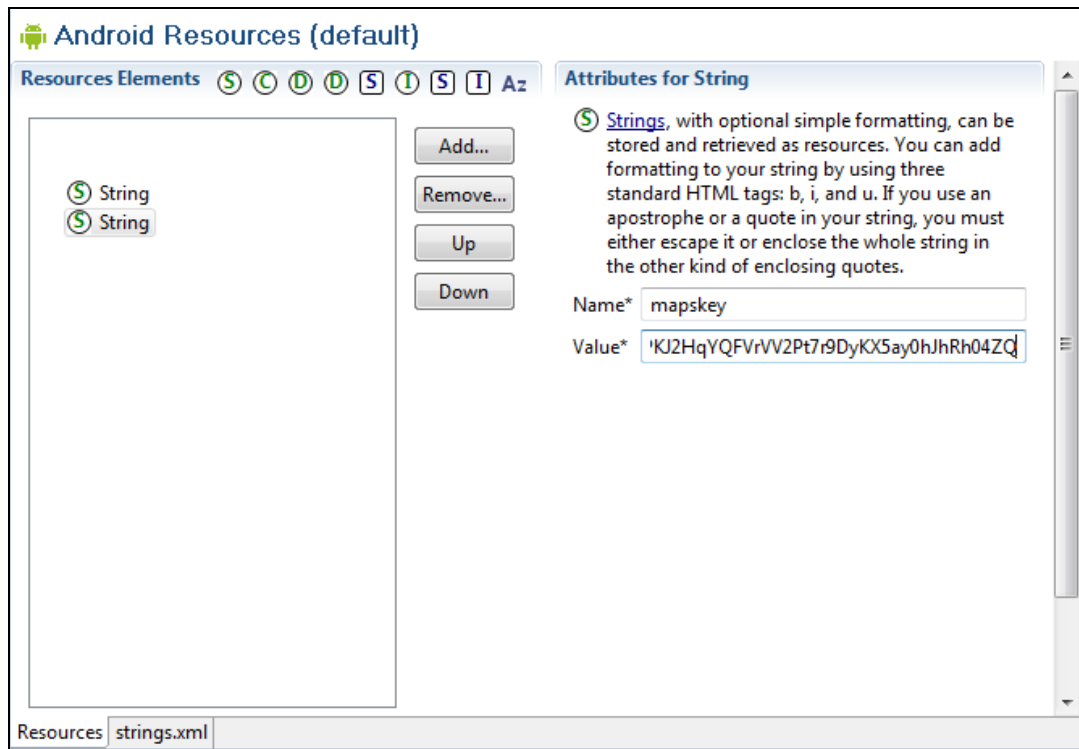 Android Resources (default)
Resources Elements S C D D S I S I Az
Attributes for String
S String
S String
Add...
Remove...
Up
Down
S Strings, with optional simple formatting, can be
stored and retrieved as resources. You can add
formatting to your string by using three
standard HTML tags: b, i, and u. If you use an
apostrophe or a quote in your string, you must
either escape it or enclose the whole string in
the other kind of enclosing quotes.
Name* mapskey
Value* KJ2HqYQFVrVV2Pt7r9DyKX5ay0hJhRh04ZQ
Resources strings.xml